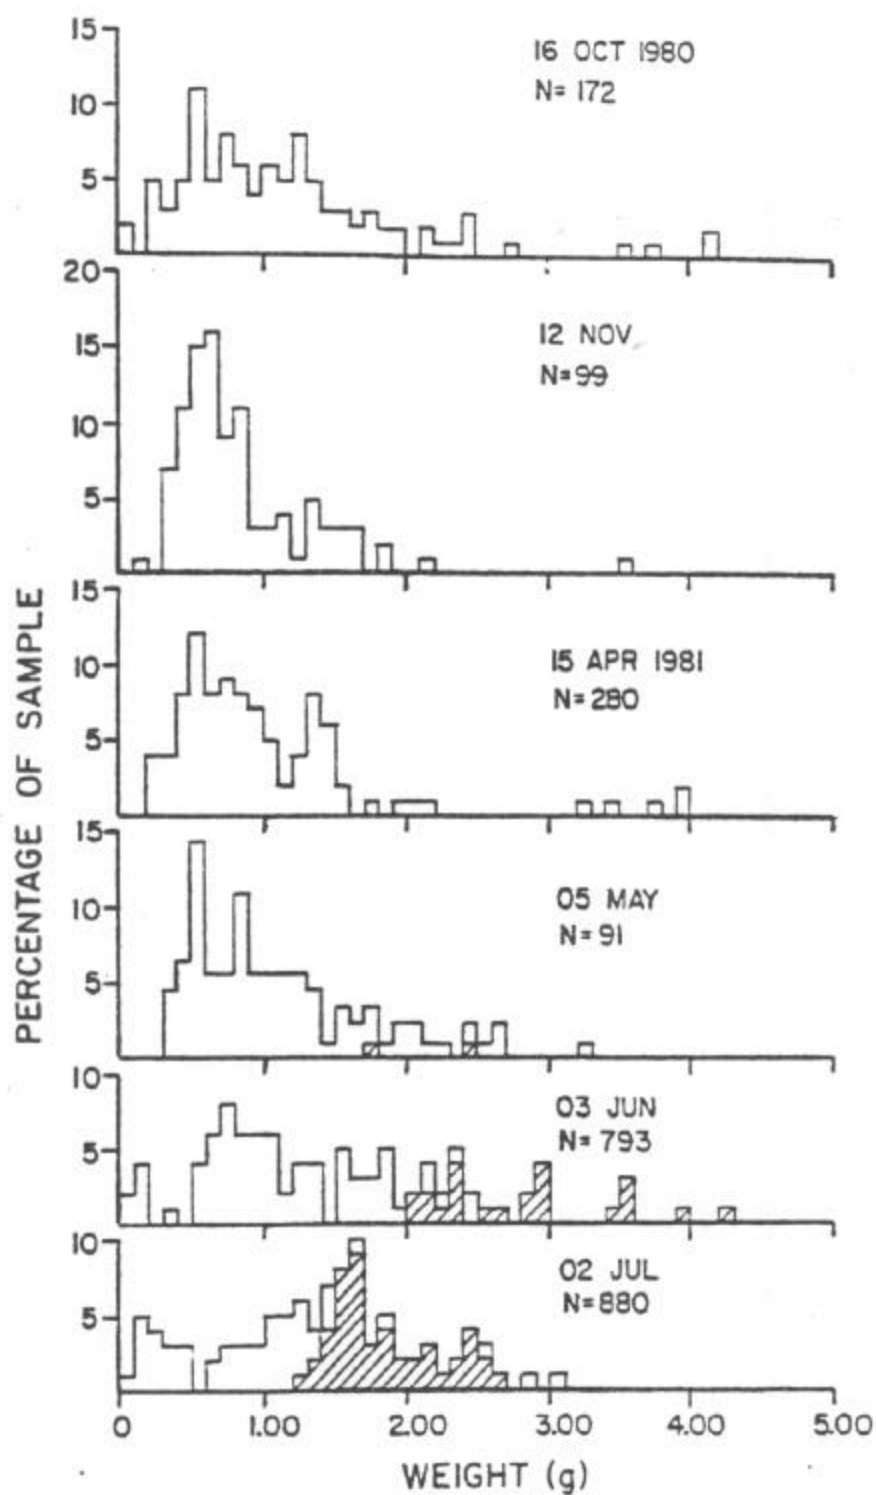 PERCENTAGE OF SAMPLE
15
10
5
16 OCT 1980
N= 172
20
15
10
5
12 NOV
N=99
15
10
5
15 APR 1981
N=280
15
10
5
05 MAY
N=91
10
5
03 JUN
N=793
10
5
02 JUL
N=880
0 1.00 2.00 3.00 4.00 5.00
WEIGHT (g)